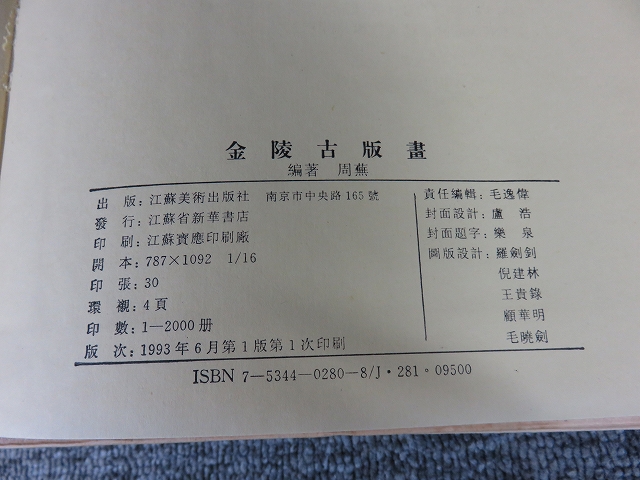 金陵古版畫
編著 周蕪
出 版：江蘇美術出版社 南京市中央路165號
發 行：江蘇省新華書店
印 刷：江蘇寶應印刷廠
開 本：787×1092 1/16
印 張：30
環 襯：4頁
印 數：1—2000册
版 次：1993年6月第1版第1次印刷
責任編輯：毛逸偉
封面設計：盧 浩
封面題字：樂 泉
圖版設計：羅劍釗
倪建林
王貴錄
顧華明
毛曉劍
ISBN 7—5344—0280—8/J·281。09500